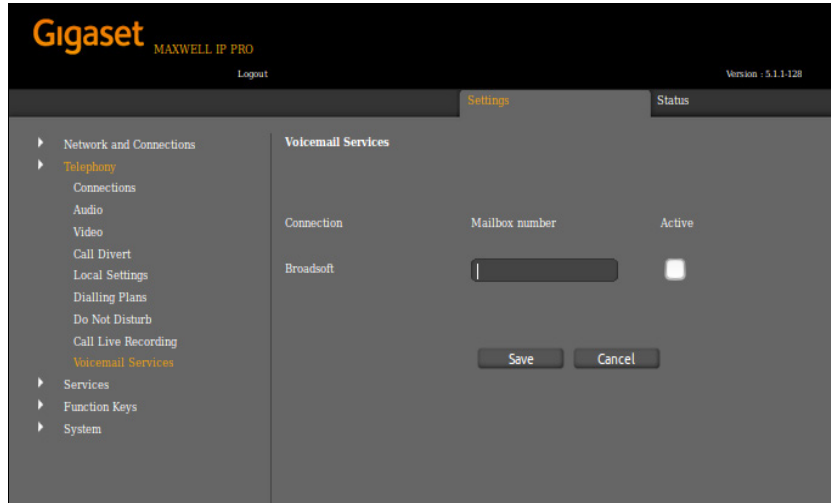 Gigaset MAXWELL IP PRO
Logout Version : 5.1.1-128
Settings Status
Network and Connections
Telephony
Connections
Audio
Video
Call Divert
Local Settings
Dialling Plans
Do Not Disturb
Call Live Recording
Voicemail Services
Services
Function Keys
System
Voicemail Services
Connection Mailbox number Active
Broadsoft
Save Cancel